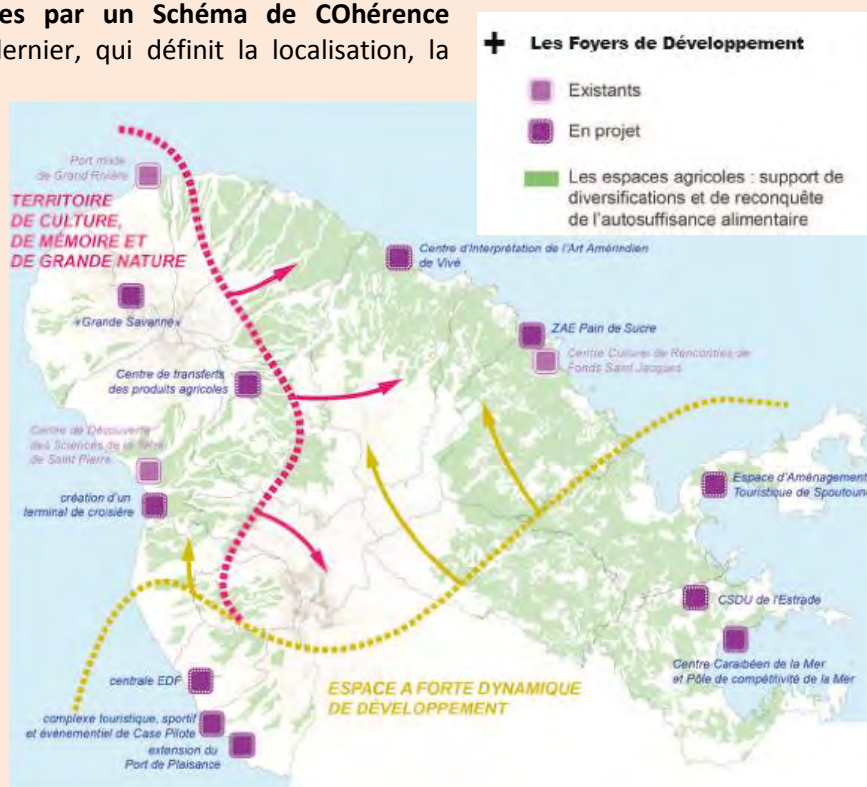 es par un Schéma de COhérence
dernier, qui définit la localisation, la
+ Les Foyers de Développement
Existants
En projet
Les espaces agricoles : support de
diversifications et de reconquête
de l'autosuffisance alimentaire
Port mixte
de Grand Rivière
TERRITOIRE
DE CULTURE,
DE MÉMOIRE ET
DE GRANDE NATURE
Centre d'Interprétation de l'Art Amérindien
de Vivé
«Grande Savanne»
ZAE Pain de Sucre
Centre Culturel de Rencontres de
Fonds Saint Jacques
Centre de transferts
des produits agricoles
Centre de Découverte
des Sciences de la Terre
de Saint Pierre
création d'un
terminal de croisière
Espace d'Aménagement
Touristique de Spoutoun
CSDU de l'Estrade
Centre Caraibéen de la Mer
et Pôle de compétitivité de la Mer
centrale EDF
ESPACE A FORTE DYNAMIQUE
DE DÉVELOPPEMENT
complexe touristique, sportif
et évènementiel de Case Pilote
extension du
Port de Plaisance